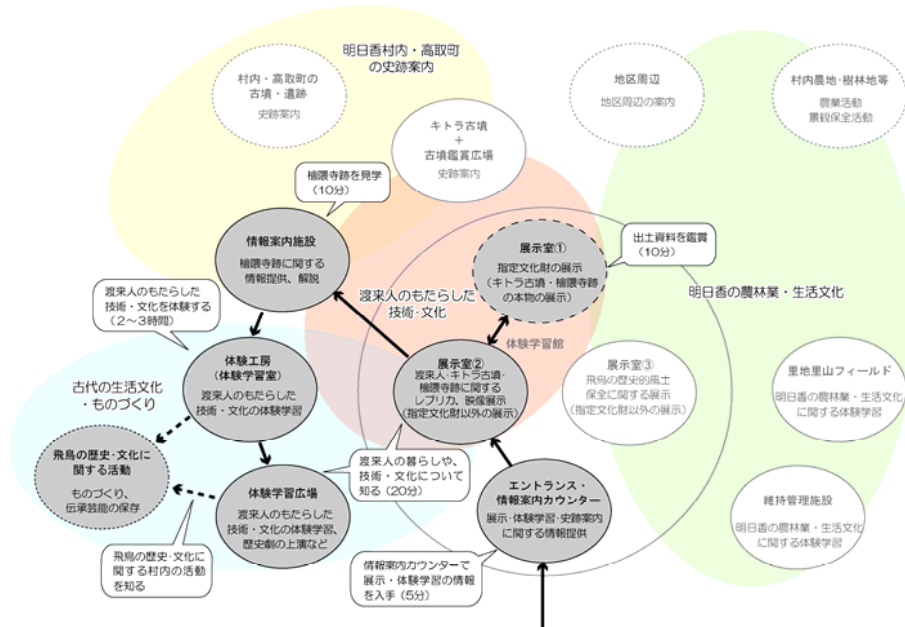 明日香村内・高取町
の史跡案内
村内・高取町の
古墳・遺跡
史跡案内
地区周辺
地区周辺の案内
村内農地・樹林地等
農業活動
景観保全活動
キトラ古墳
+
古墳鑑賞広場
史跡案内
檜隈寺跡を見学
(10分)
情報案内施設
檜隈寺跡に関する
情報提供、解説
展示室①
指定文化財の展示
(キトラ古墳・檜隈寺跡
の本物の展示)
出土資料を鑑賞
(10分)
渡来人のもたらした
技術・文化
明日香の農林業・生活文化
渡来人のもたらした
技術・文化を体験する
(2〜3時間)
体験学習館
体験工房
(体験学習室)
渡来人のもたらした
技術・文化の体験学習
展示室②
渡来人・キトラ古墳・
檜隈寺跡に関する
レプリカ、映像展示
(指定文化財以外の展示)
展示室③
飛鳥の歴史的風土
保全に関する展示
(指定文化財以外の展示)
里地里山フィールド
明日香の農林業・生活文化
に関する体験学習
古代の生活文化
・ものづくり
飛鳥の歴史・文化に
関する活動
ものづくり、
伝承芸能の保存
体験学習広場
渡来人のもたらした
技術・文化の体験学習、
歴史劇の上演など
渡来人の暮らしや、
技術・文化について
知る(20分)
エントランス・
情報案内カウンター
展示・体験学習・史跡案内
に関する情報提供
維持管理施設
明日香の農林業・生活文化
に関する体験学習
飛鳥の歴史・文化に
関する村内の活動
を知る
情報案内カウンターで
展示・体験学習の情報
を入手(5分)